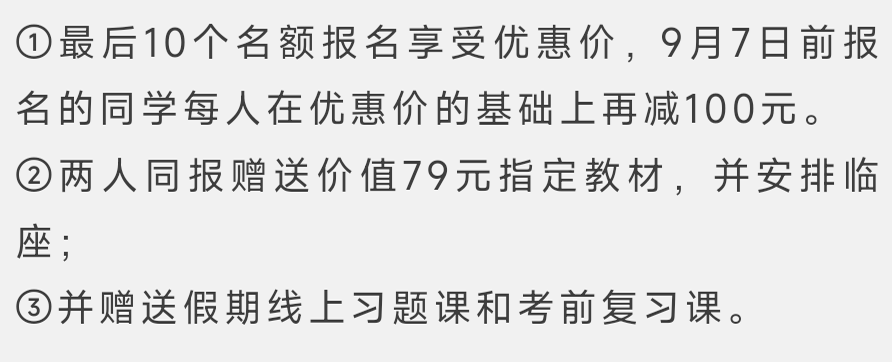 ①最后10个名额报名享受优惠价，9月7日前报
名的同学每人在优惠价的基础上再减100元。
②两人同报赠送价值79元指定教材，并安排临
座；
③并赠送假期线上习题课和考前复习课。